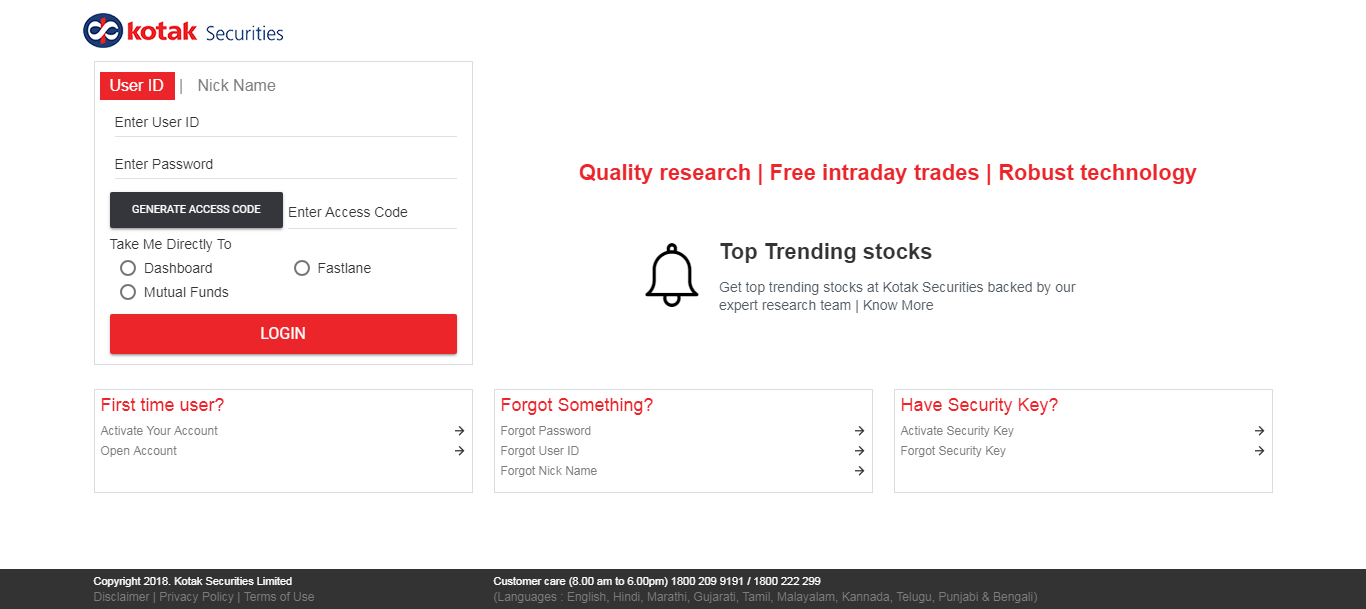 kotak Securities
User ID | Nick Name
Enter User ID
Enter Password
GENERATE ACCESS CODE Enter Access Code
Take Me Directly To
Dashboard Fastlane
Mutual Funds
LOGIN
Quality research | Free intraday trades | Robust technology
Top Trending stocks
Get top trending stocks at Kotak Securities backed by our
expert research team | Know More
First time user?
Activate Your Account
Open Account
Forgot Something?
Forgot Password
Forgot User ID
Forgot Nick Name
Have Security Key?
Activate Security Key
Forgot Security Key
Copyright 2018. Kotak Securities Limited
Disclaimer | Privacy Policy | Terms of Use
Customer care (8.00 am to 6.00pm) 1800 209 9191 / 1800 222 299
(Languages : English, Hindi, Marathi, Gujarati, Tamil, Malayalam, Kannada, Telugu, Punjabi & Bengali)